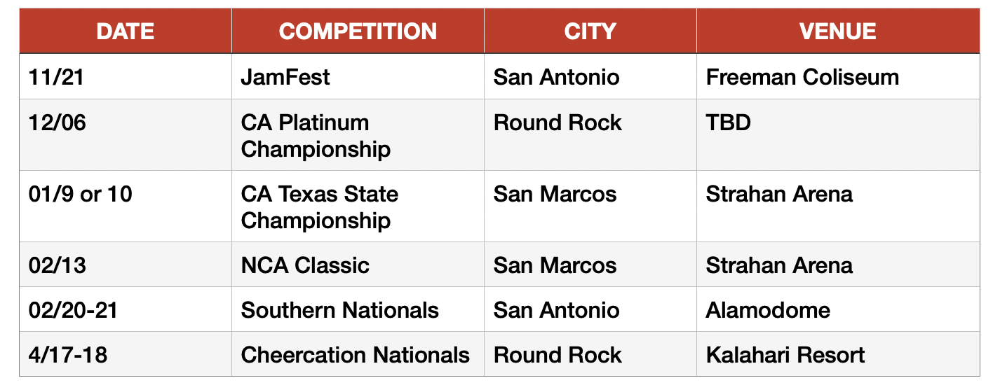 DATE COMPETITION CITY VENUE
11/21 JamFest San Antonio Freeman Coliseum
12/06 CA Platinum Round Rock TBD
Championship
01/9 or 10 CA Texas State San Marcos Strahan Arena
Championship
02/13 NCA Classic San Marcos Strahan Arena
02/20-21 Southern Nationals San Antonio Alamodome
4/17-18 Cheercation Nationals Round Rock Kalahari Resort